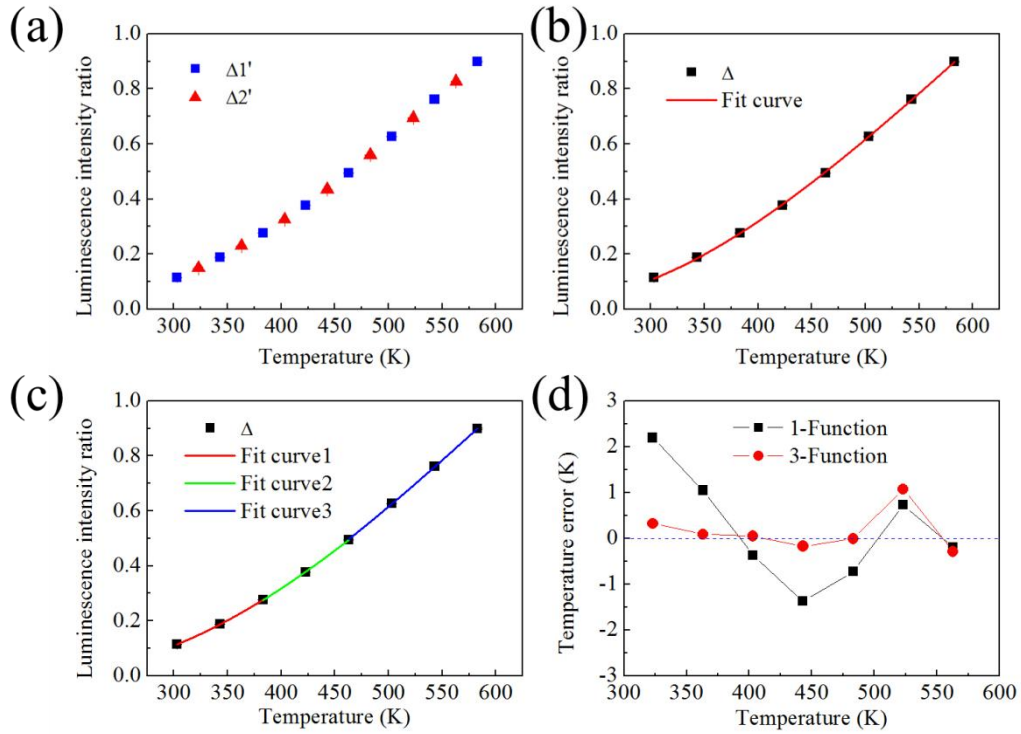 (a)
Luminescence intensity ratio
1.0
0.8
0.6
0.4
0.2
0.0
Δ1'
Δ2'
300 350 400 450 500 550 600
Temperature (K)
(b)
Luminescence intensity ratio
1.0
0.8
0.6
0.4
0.2
0.0
Δ
Fit curve
300 350 400 450 500 550 600
Temperature (K)
(c)
Luminescence intensity ratio
1.0
0.8
0.6
0.4
0.2
0.0
Δ
Fit curve1
Fit curve2
Fit curve3
300 350 400 450 500 550 600
Temperature (K)
(d)
Temperature error (K)
3
2
1
0
-1
-2
-3
1-Function
3-Function
300 350 400 450 500 550 600
Temperature (K)